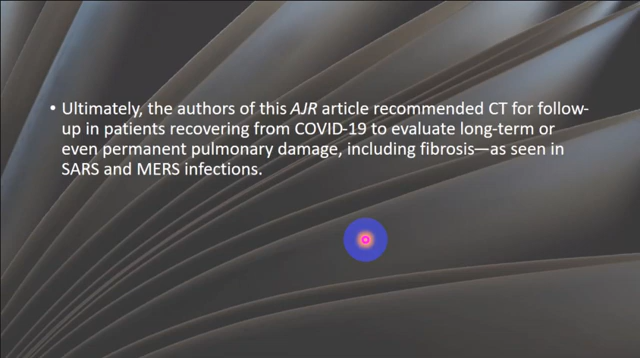 • Ultimately, the authors of this AJR article recommended CT for follow-
up in patients recovering from COVID-19 to evaluate long-term or
even permanent pulmonary damage, including fibrosis—as seen in
SARS and MERS infections.